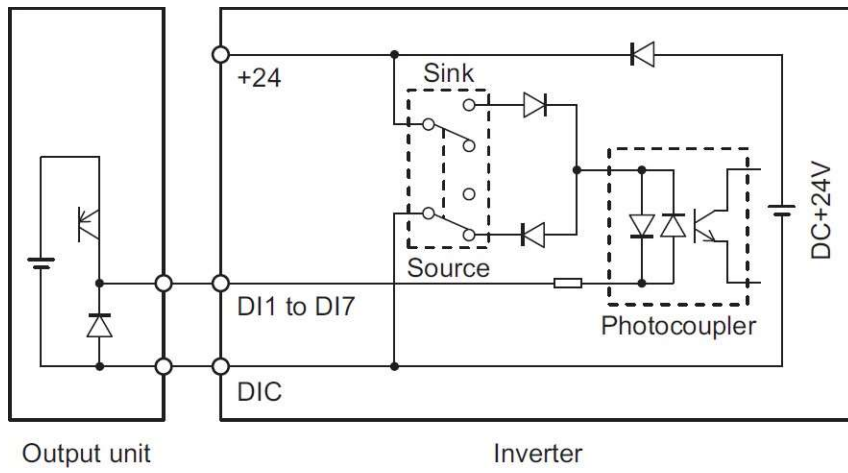 +24
Sink
Source
DI1 to DI7
DIC
Photocoupler
DC+24V
Output unit
Inverter